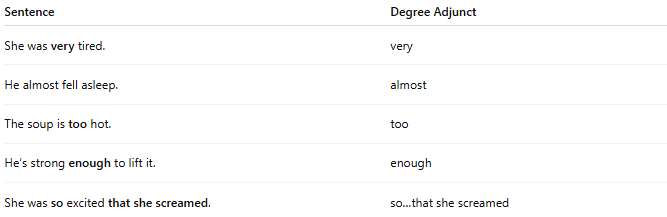 Sentence Degree Adjunct
She was very tired. very
He almost fell asleep. almost
The soup is too hot. too
He's strong enough to lift it. enough
She was so excited that she screamed. so...that she screamed